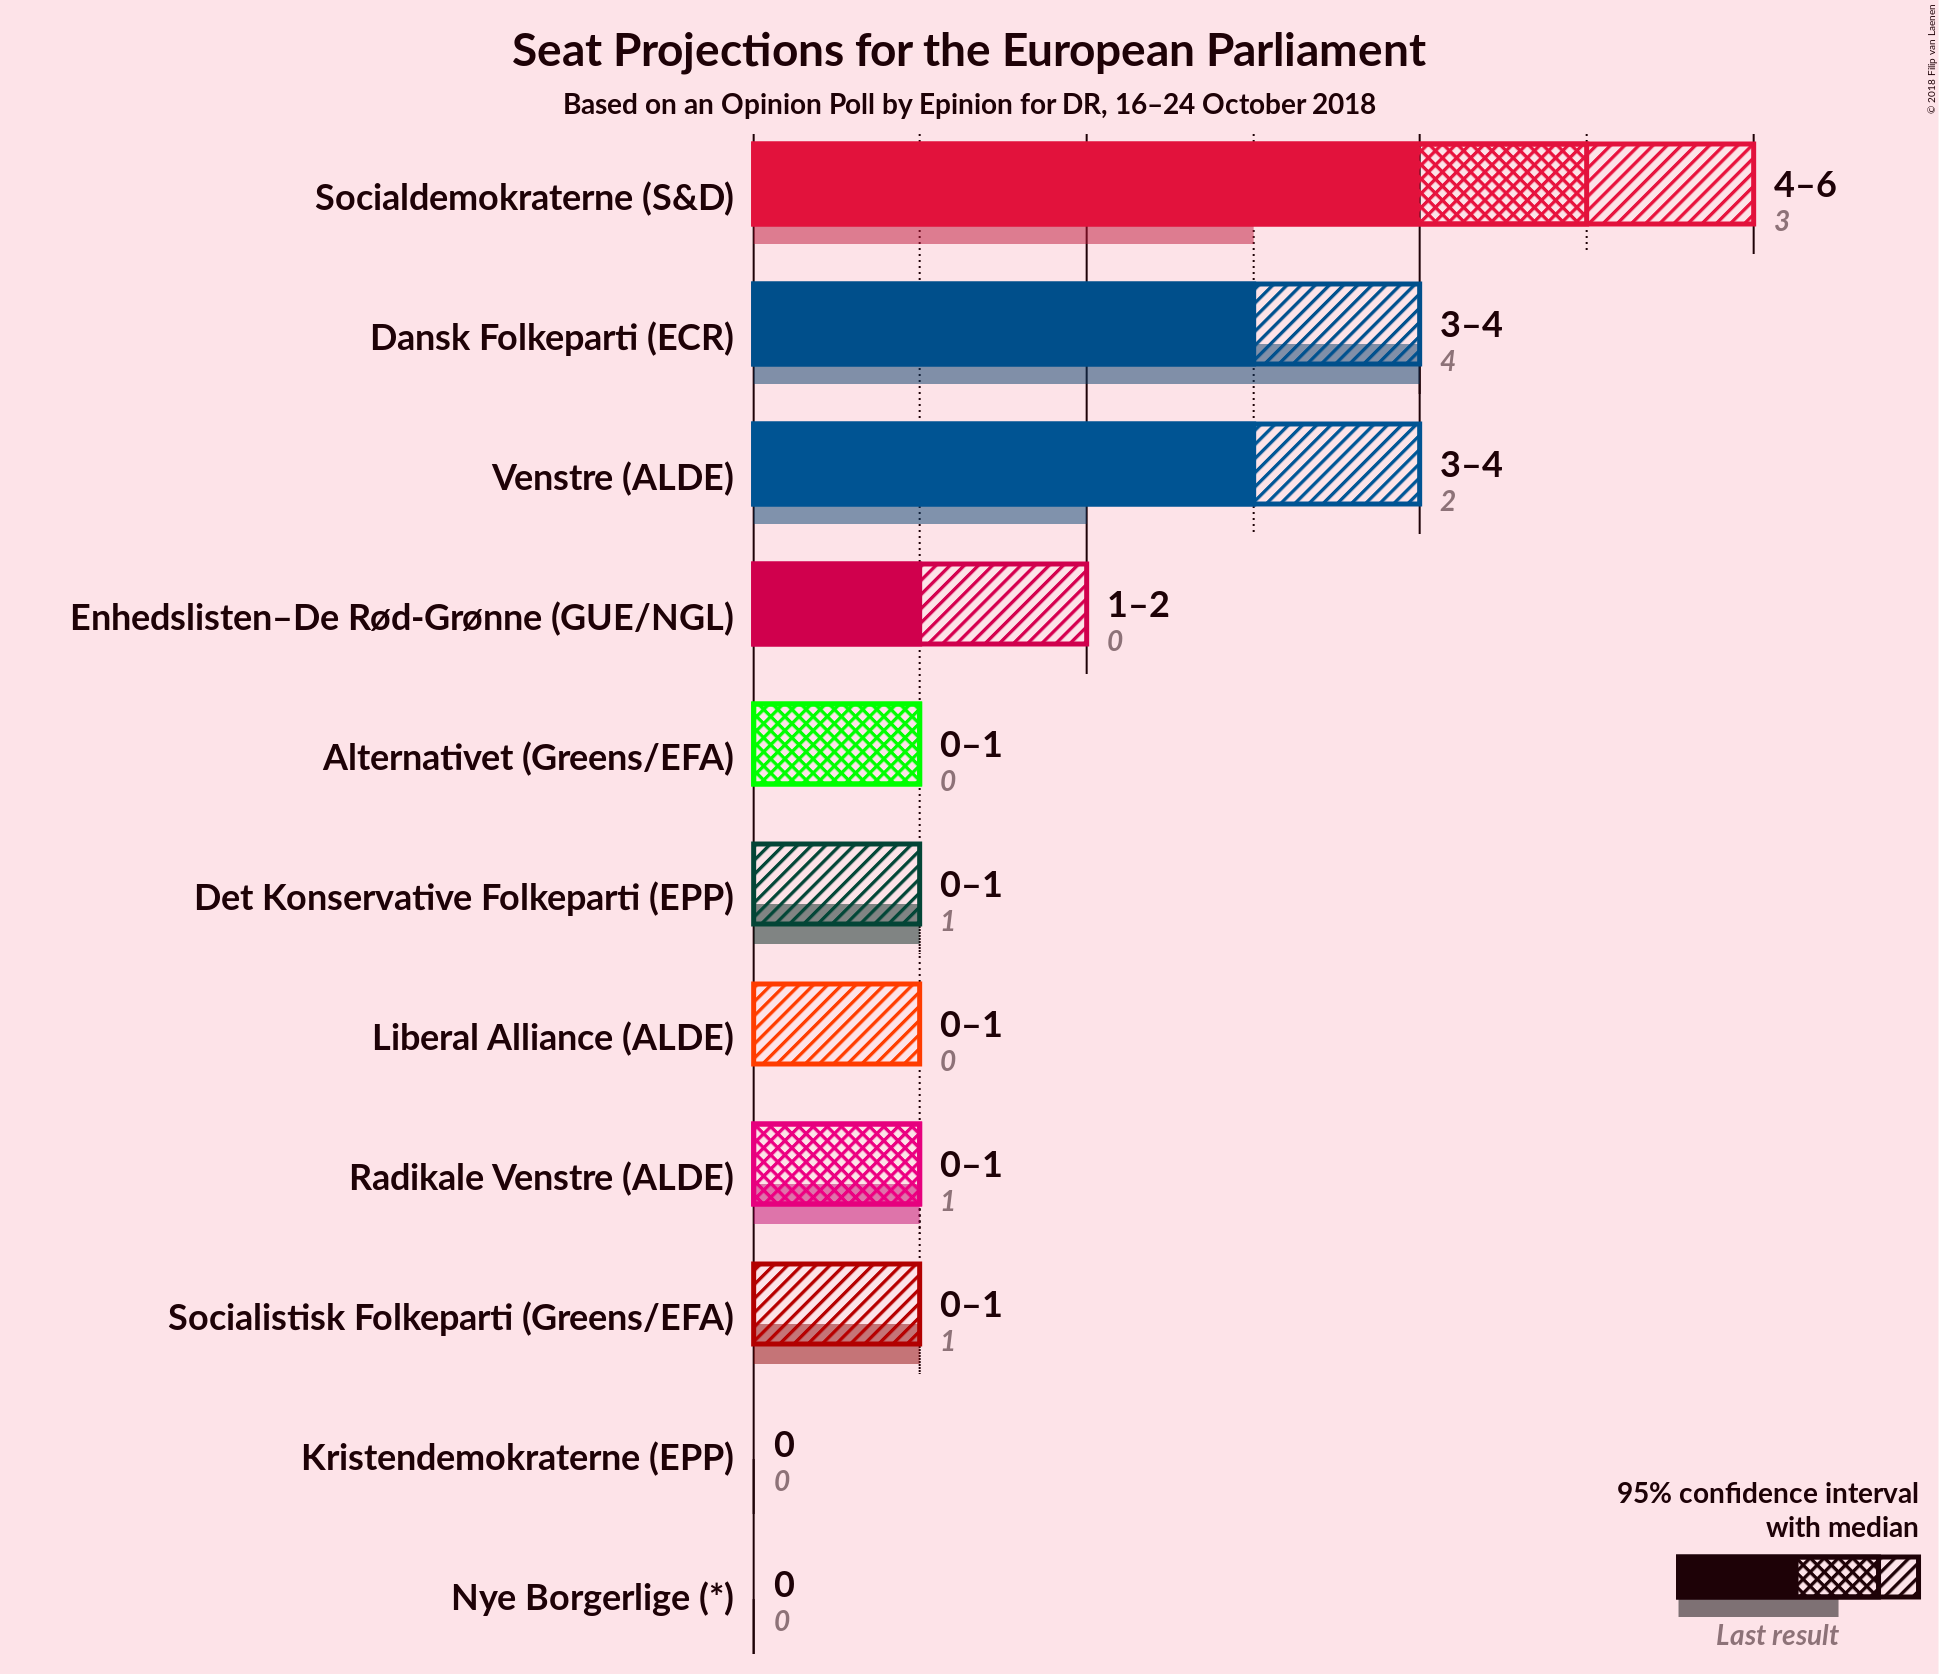 Seat Projections for the European Parliament
Based on an Opinion Poll by Epinion for DR, 16–24 October 2018
© 2018 Filip van Laenen
Socialdemokraterne (S&D)
4–6
3
Dansk Folkeparti (ECR)
3–4
4
Venstre (ALDE)
3–4
2
Enhedslisten–De Rød-Grønne (GUE/NGL)
1–2
0
Alternativet (Greens/EFA)
0–1
0
Det Konservative Folkeparti (EPP)
0–1
1
Liberal Alliance (ALDE)
0–1
0
Radikale Venstre (ALDE)
0–1
1
Socialistisk Folkeparti (Greens/EFA)
0–1
1
Kristendemokraterne (EPP)
0
0
Nye Borgerlige (*)
0
0
95% confidence interval
with median
Last result